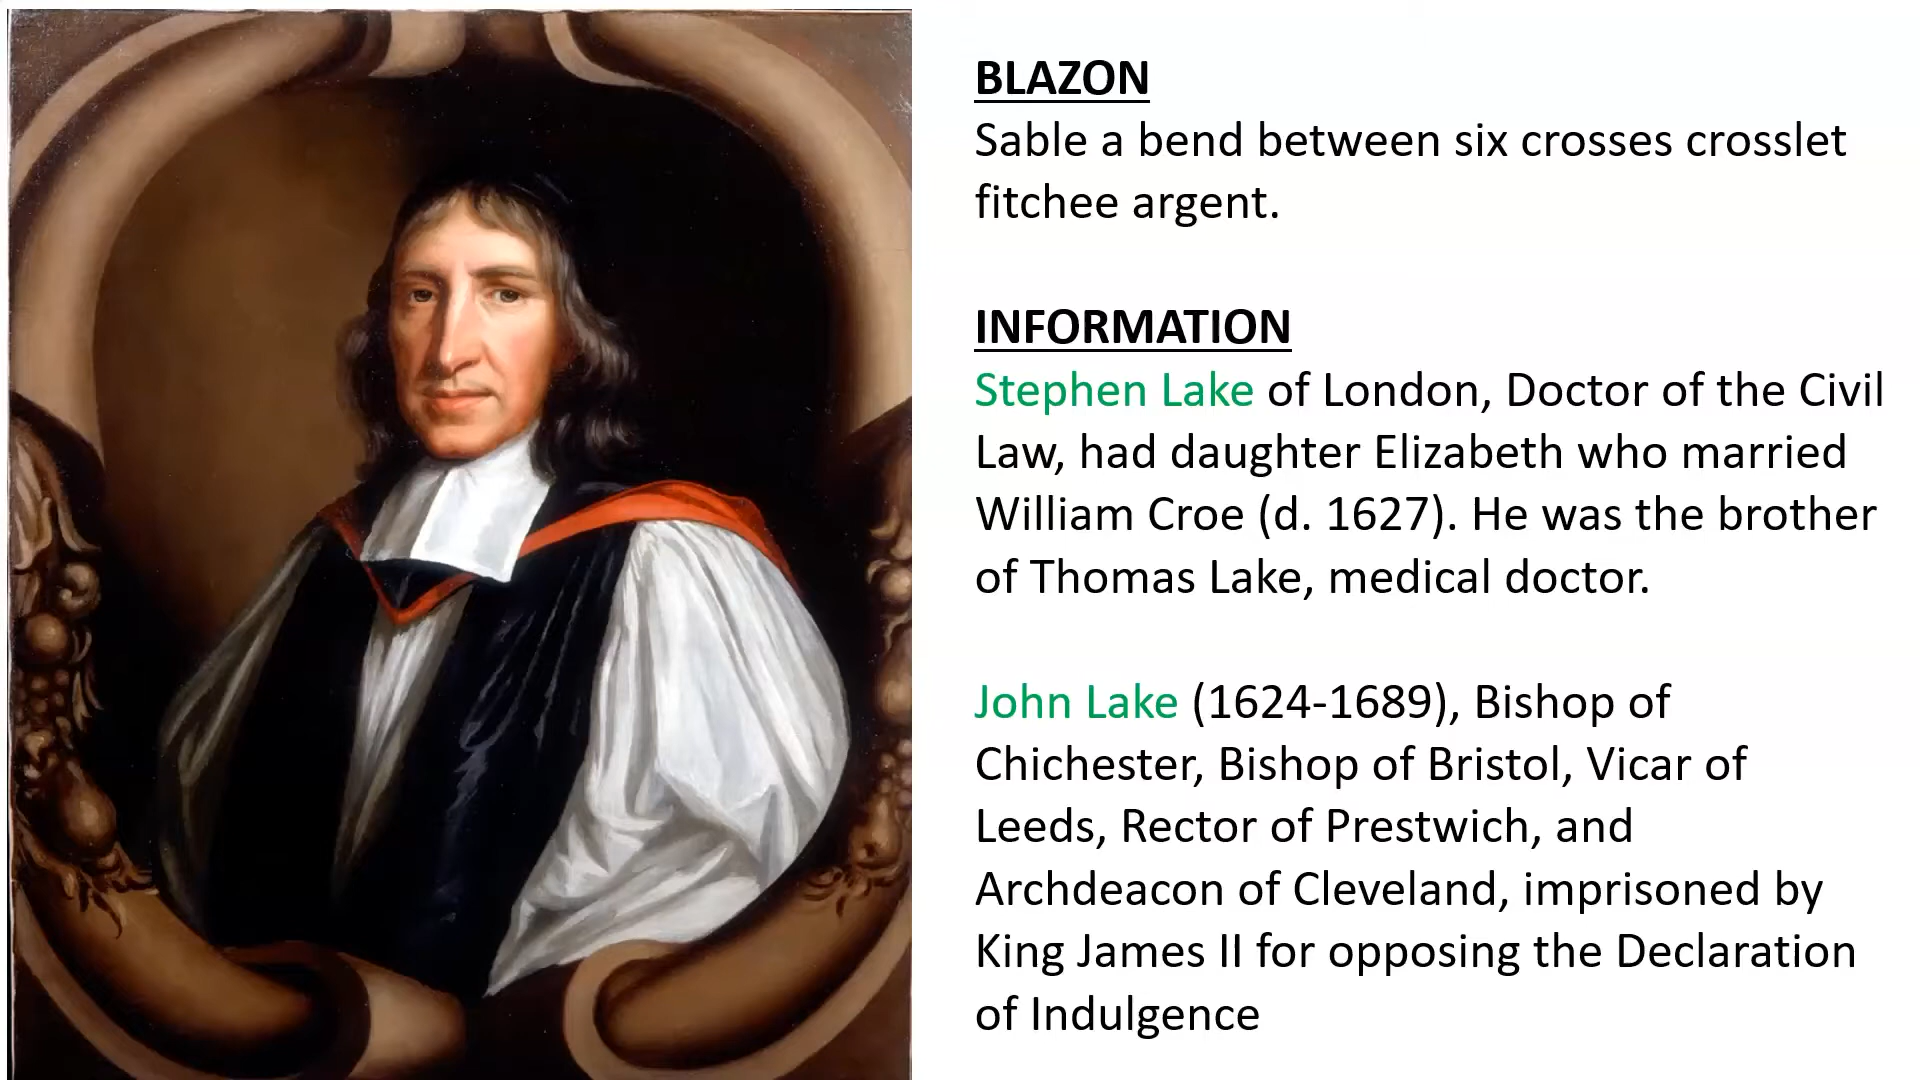 BLAZON
Sable a bend between six crosses crosslet
fitchee argent.
INFORMATION
Stephen Lake of London, Doctor of the Civil
Law, had daughter Elizabeth who married
William Croe (d. 1627). He was the brother
of Thomas Lake, medical doctor.
John Lake (1624-1689), Bishop of
Chichester, Bishop of Bristol, Vicar of
Leeds, Rector of Prestwich, and
Archdeacon of Cleveland, imprisoned by
King James II for opposing the Declaration
of Indulgence